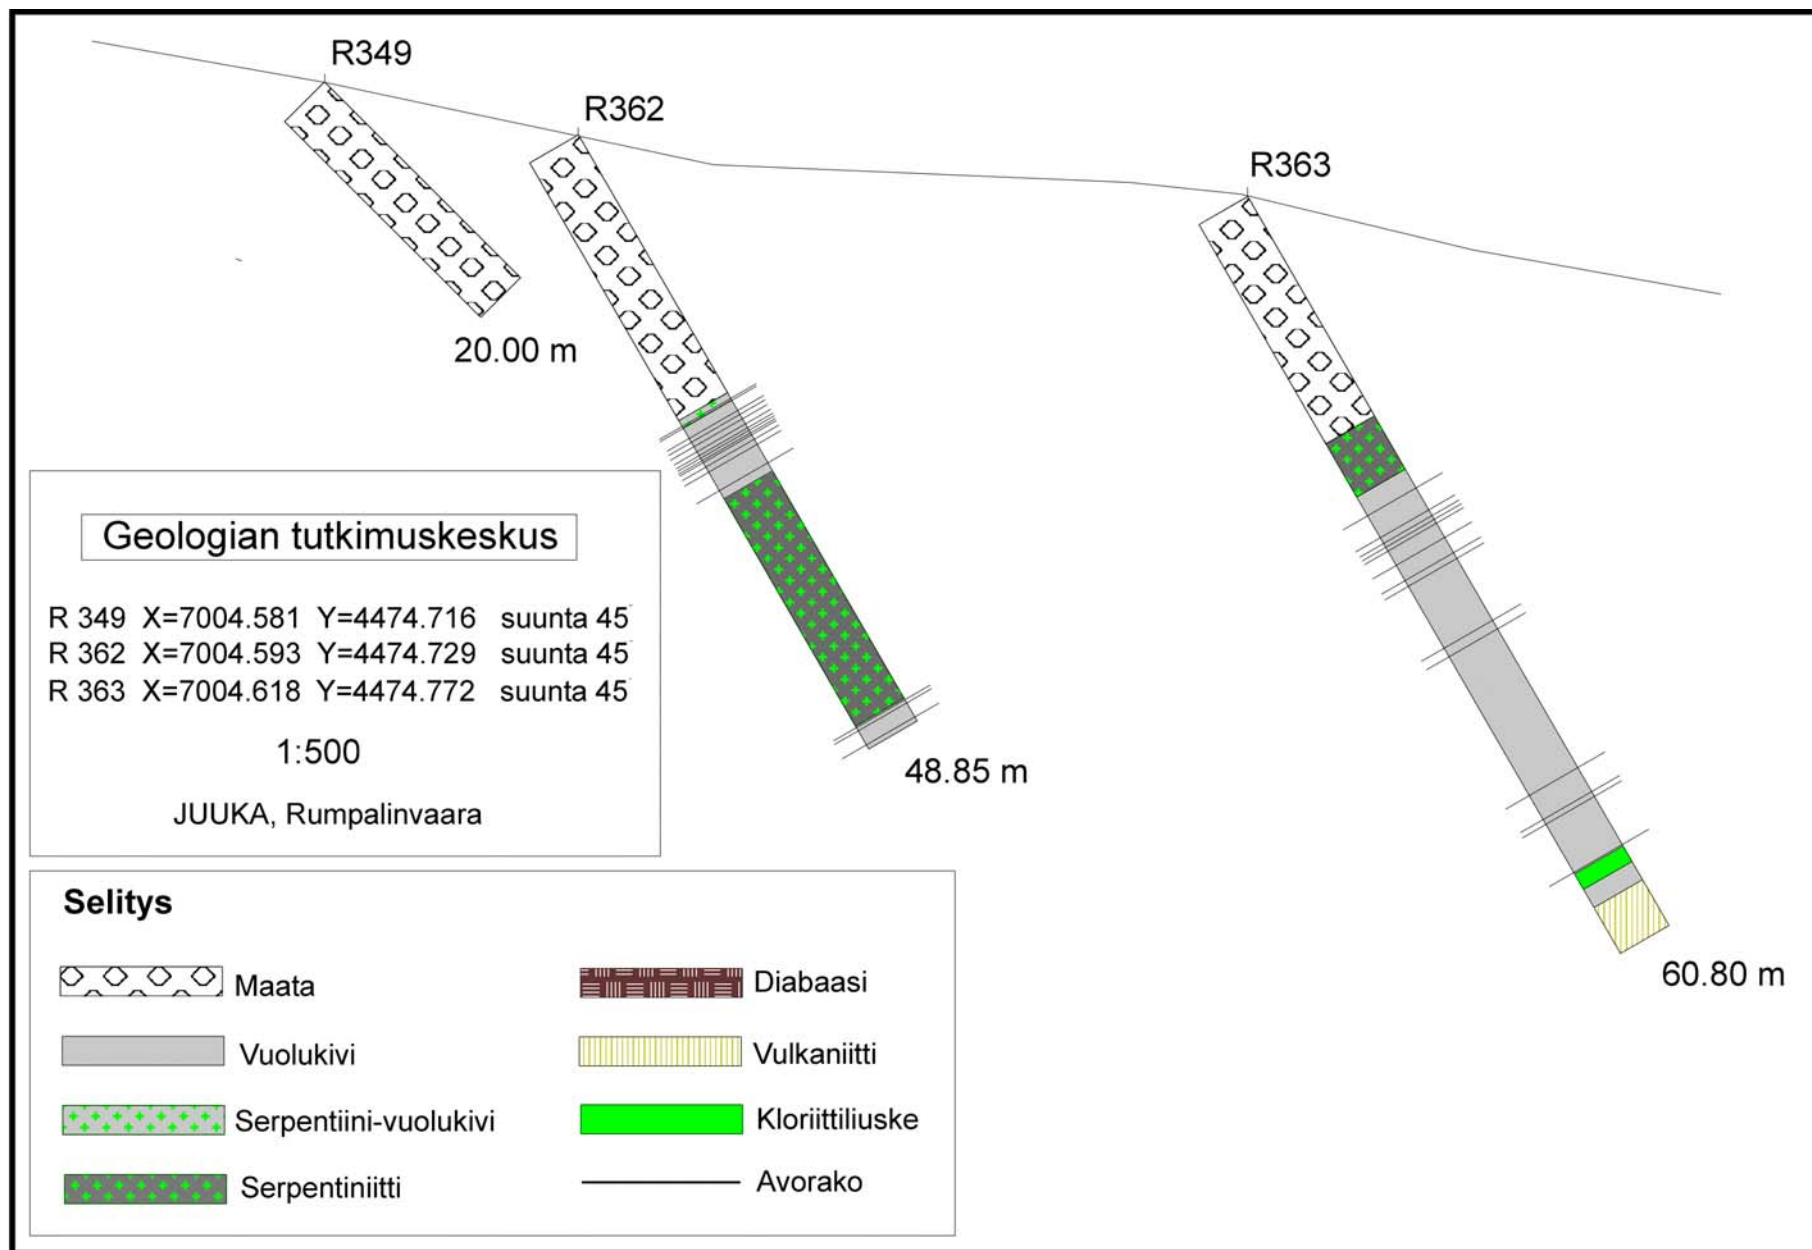 R349
R362
R363
20.00 m
48.85 m
60.80 m
Geologian tutkimuskeskus
R 349 X=7004.581 Y=4474.716 suunta 45
R 362 X=7004.593 Y=4474.729 suunta 45
R 363 X=7004.618 Y=4474.772 suunta 45
1:500
JUUKA, Rumpalinvaara
Selitys
Maata
Vuolukivi
Serpentiini-vuolukivi
Serpentiniitti
Diabaasi
Vulkaniitti
Kloriittiliuske
Avorako